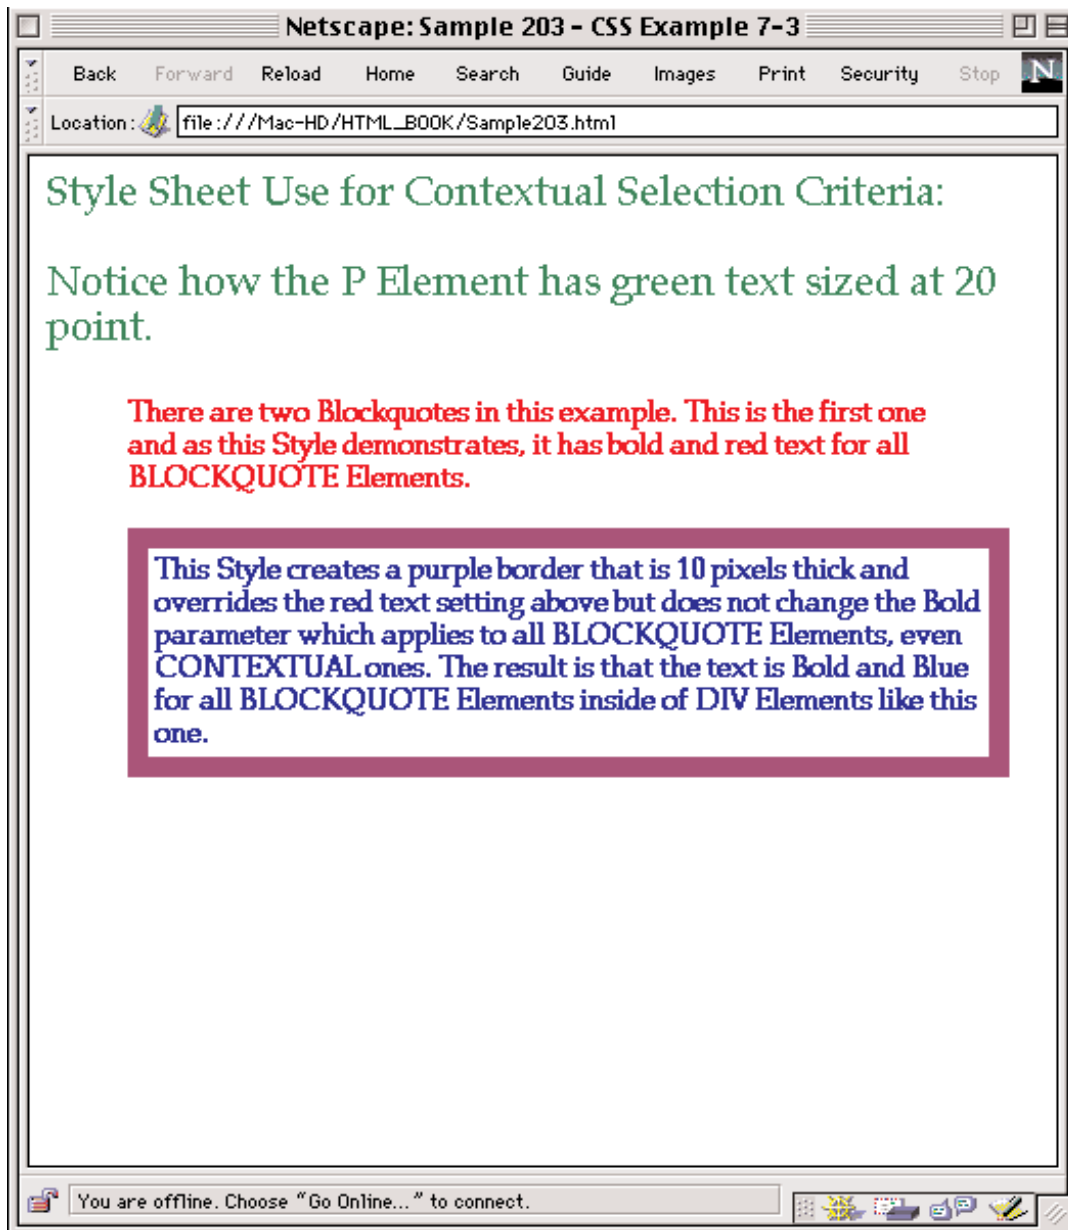 Netscape: Sample 203 - CSS Example 7-3
Back Forward Reload Home Search Guide Images Print Security Stop N
Location: file:///Mac-HD/HTML_BOOK/Sample203.html
Style Sheet Use for Contextual Selection Criteria:
Notice how the P Element has green text sized at 20
point.
There are two Blockquotes in this example. This is the first one
and as this Style demonstrates, it has bold and red text for all
BLOCKQUOTE Elements.
This Style creates a purple border that is 10 pixels thick and
overrides the red text setting above but does not change the Bold
parameter which applies to all BLOCKQUOTE Elements, even
CONTEXTUAL ones. The result is that the text is Bold and Blue
for all BLOCKQUOTE Elements inside of DIV Elements like this
one.
You are offline. Choose "Go Online..." to connect.